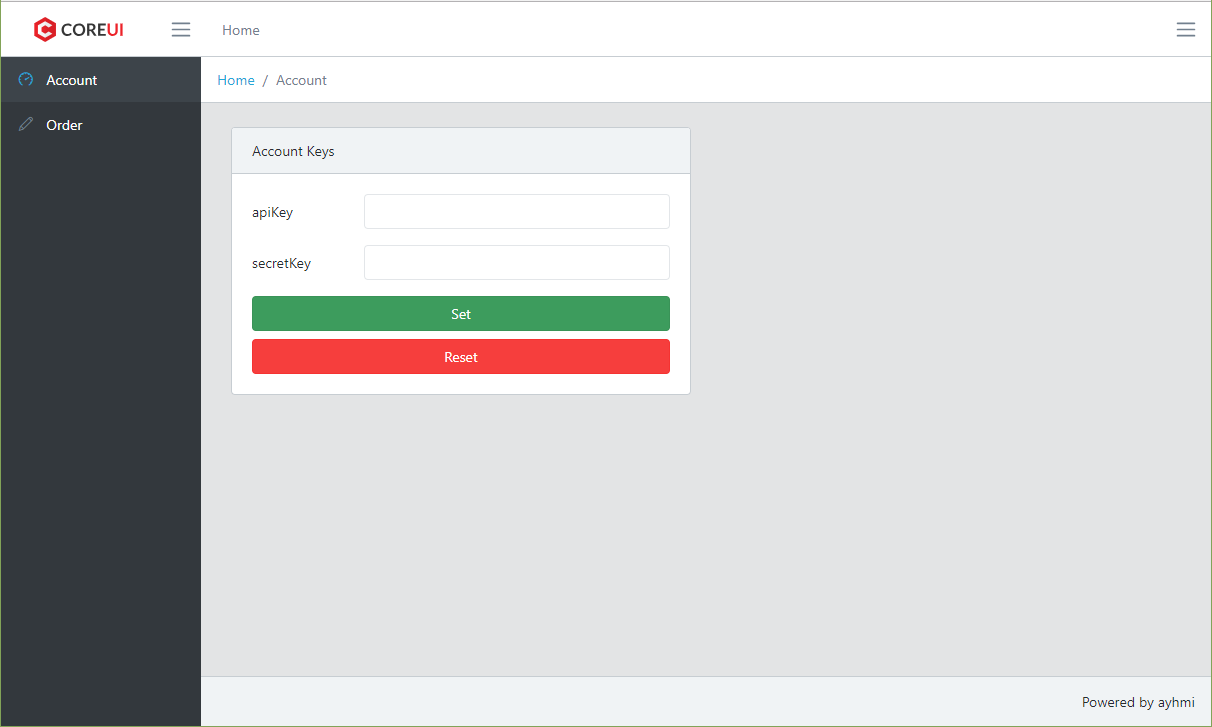 COREUI
Home
Account
Order
Home / Account
Account Keys
apiKey
secretKey
Set
Reset
Powered by ayhmi